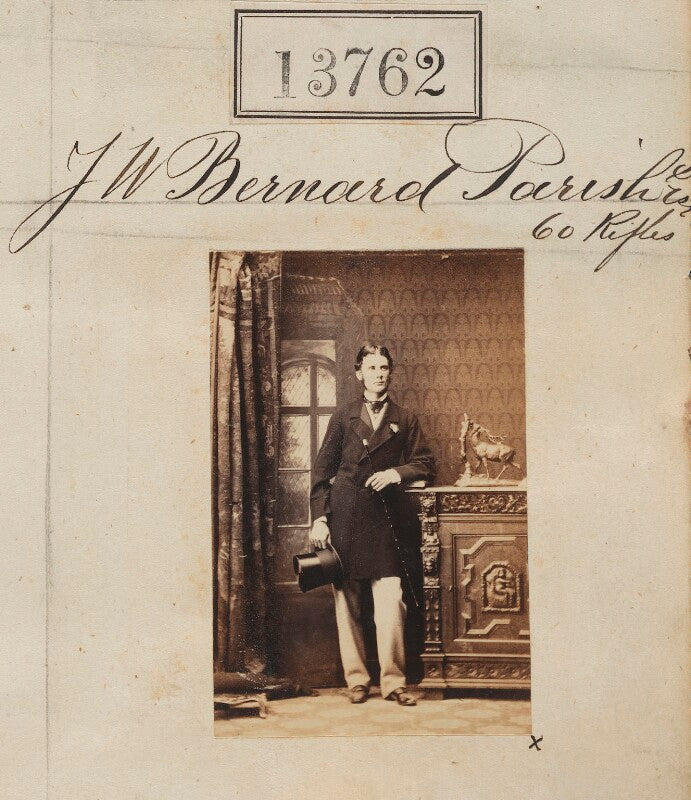 13762
J W Bernard Parish Esq
60 Rifles
x